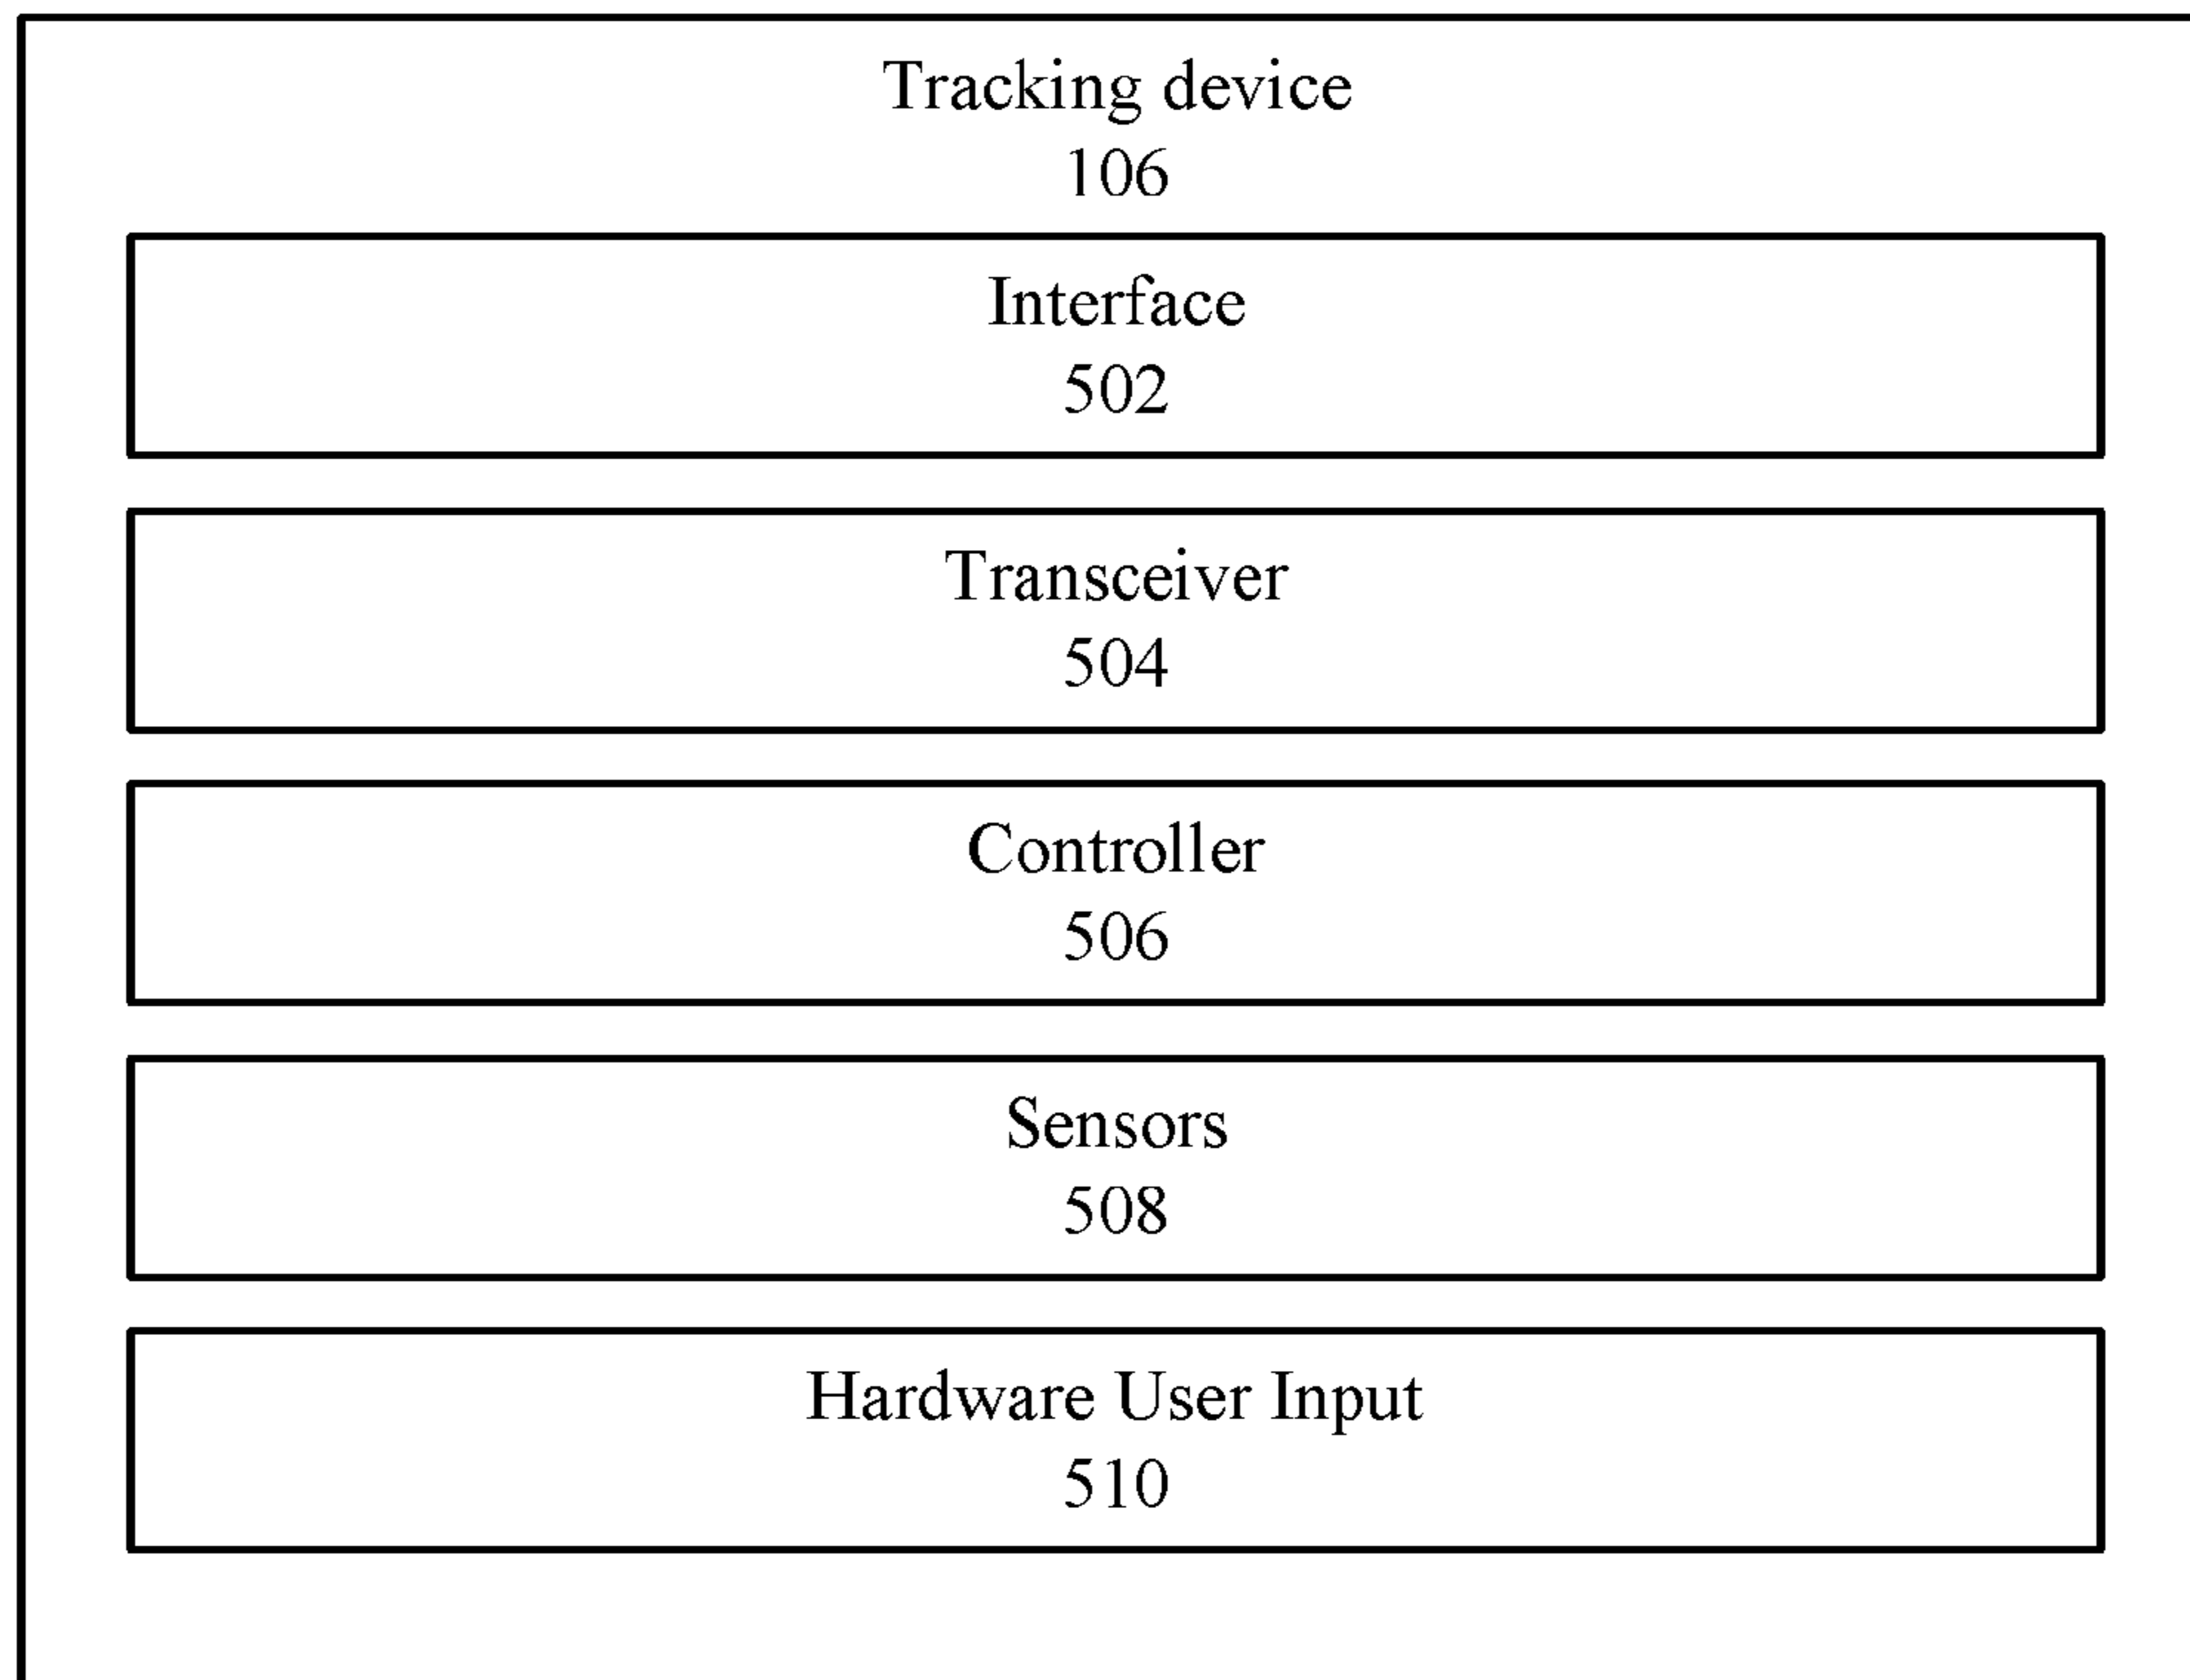 Tracking device
106
Interface
502
Transceiver
504
Controller
506
Sensors
508
Hardware User Input
510